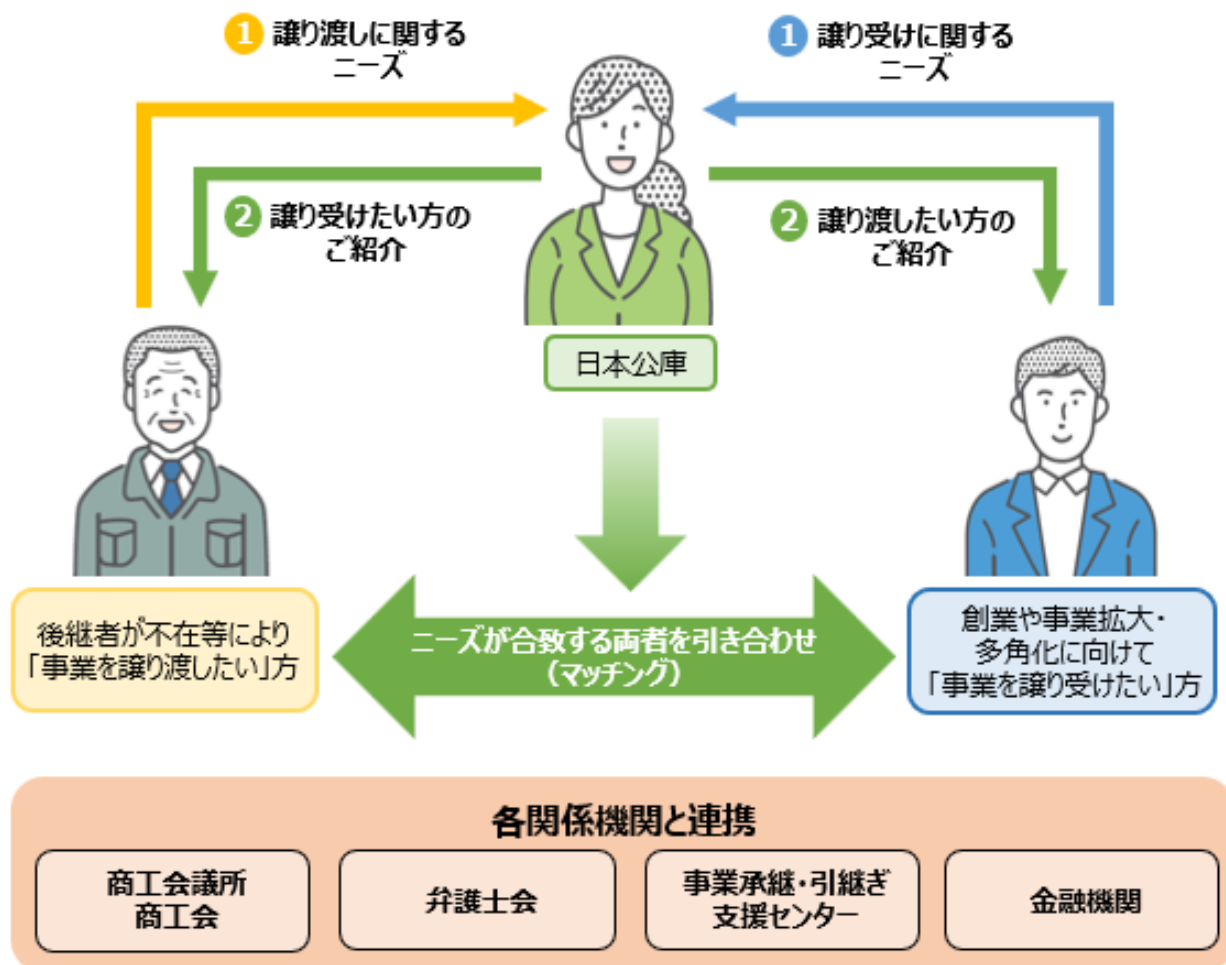 1 譲り渡しに関する
ニーズ
1 譲り受けに関する
ニーズ
2 譲り受けたい方の
ご紹介
2 譲り渡したい方の
ご紹介
日本公庫
後継者が不在等により
「事業を譲り渡したい」方
ニーズが合致する両者を引き合わせ
(マッチング)
創業や事業拡大・
多角化に向けて
「事業を譲り受けたい」方
各関係機関と連携
商工会議所
商工会
弁護士会
事業承継・引継ぎ
支援センター
金融機関